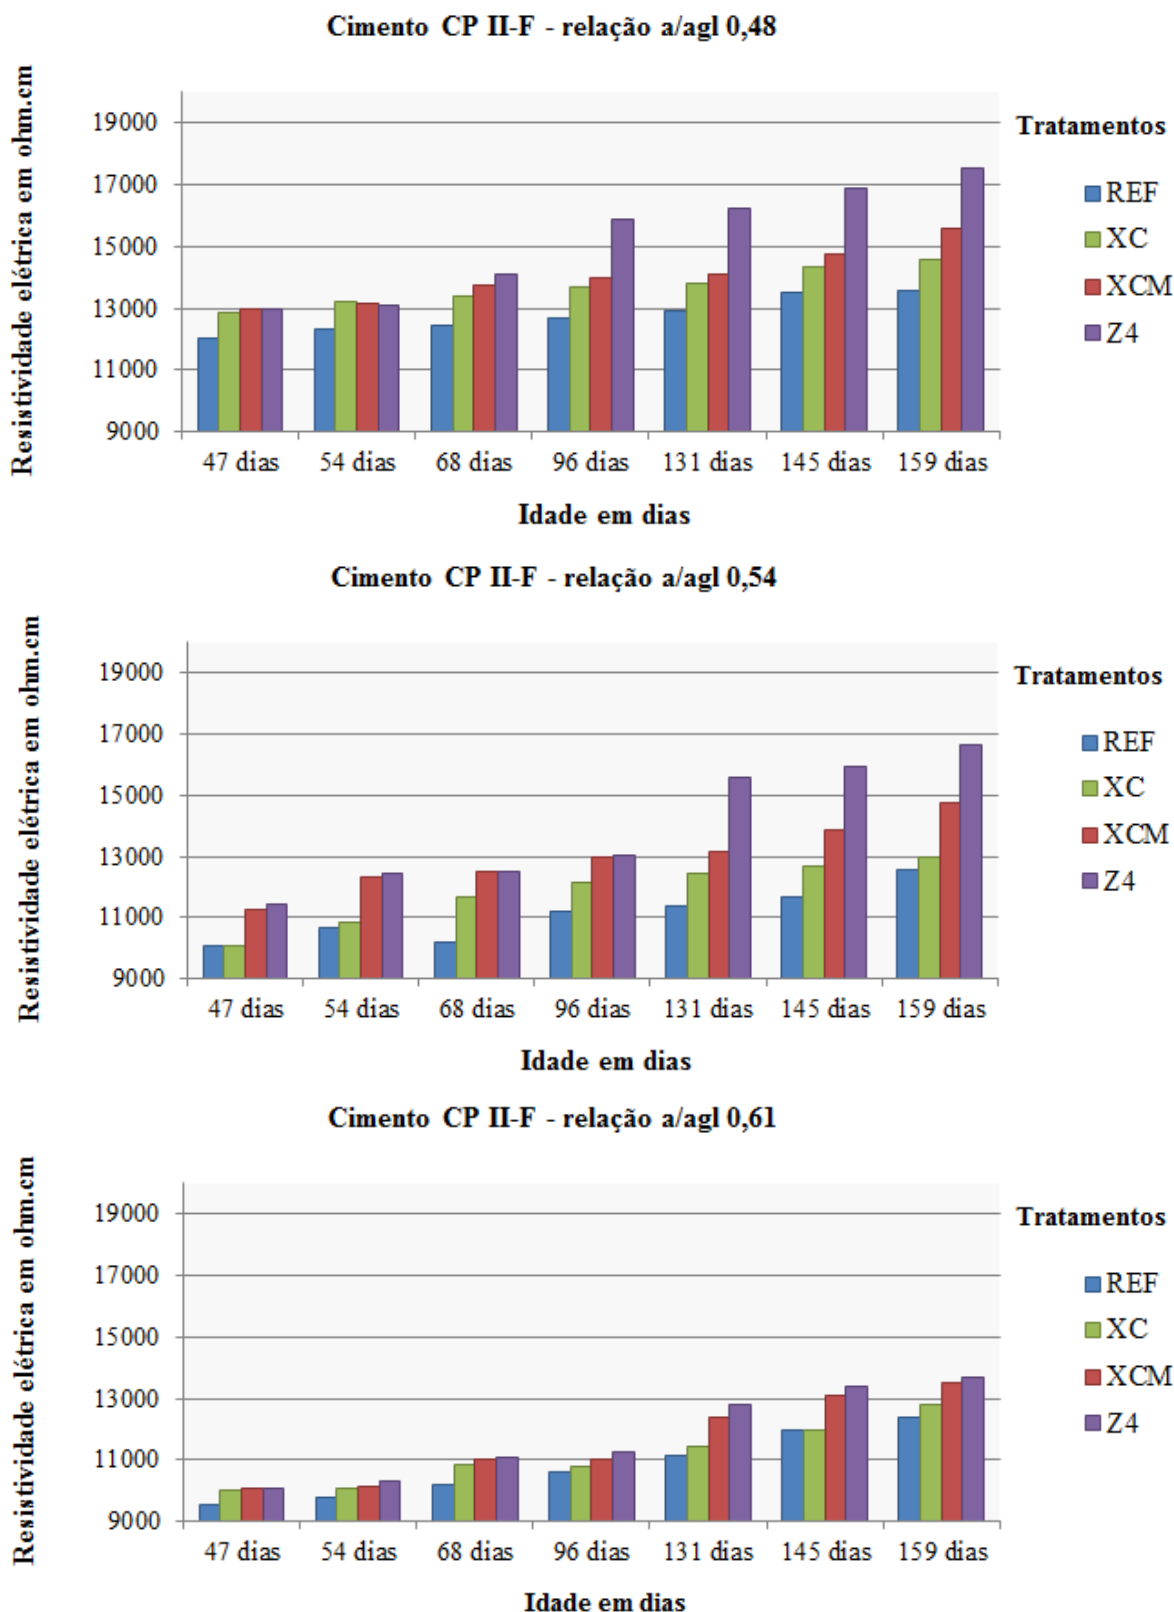 Cimento CP II-F - relação a/agl 0,48
Resistividade elétrica em ohm.cm
19000
17000
15000
13000
11000
9000
47 dias 54 dias 68 dias 96 dias 131 dias 145 dias 159 dias
Idade em dias
Tratamentos
REF
XC
XCM
Z4
Cimento CP II-F - relação a/agl 0,54
Resistividade elétrica em ohm.cm
19000
17000
15000
13000
11000
9000
47 dias 54 dias 68 dias 96 dias 131 dias 145 dias 159 dias
Idade em dias
Tratamentos
REF
XC
XCM
Z4
Cimento CP II-F - relação a/agl 0,61
Resistividade elétrica em ohm.cm
19000
17000
15000
13000
11000
9000
47 dias 54 dias 68 dias 96 dias 131 dias 145 dias 159 dias
Idade em dias
Tratamentos
REF
XC
XCM
Z4